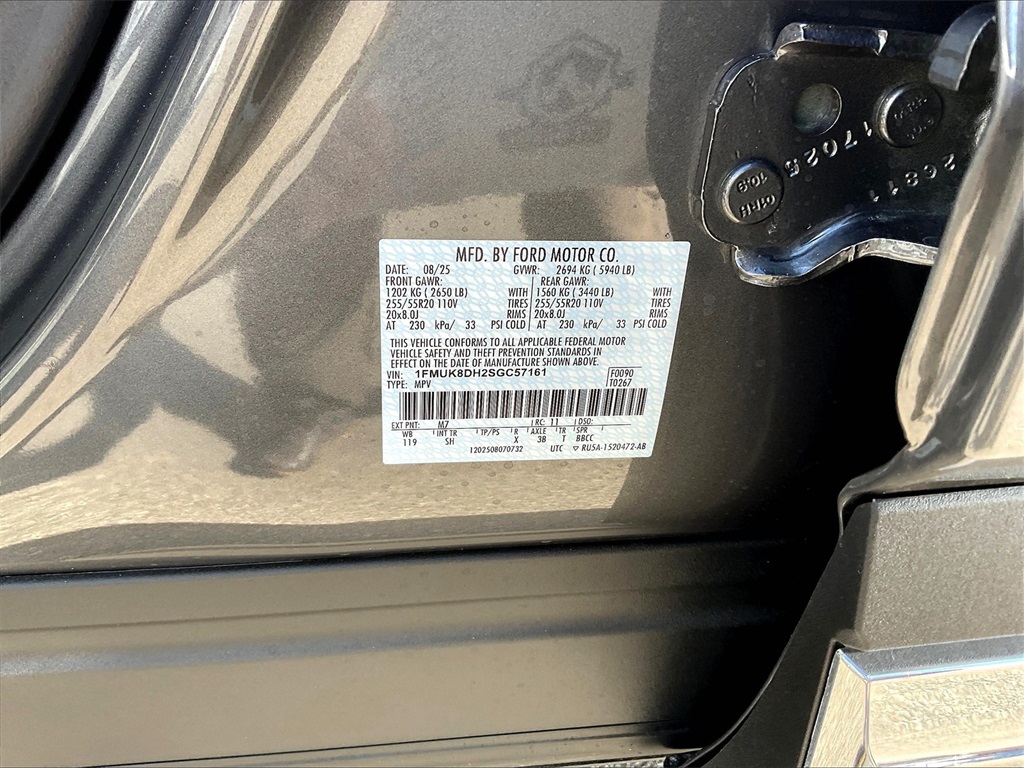 MFD. BY FORD MOTOR CO.
DATE: 08/25 GVWR: 2694 KG ( 5940 LB)
FRONT GAWR: REAR GAWR:
1202 KG ( 2650 LB) WITH 1560 KG ( 3440 LB) WITH
255/55R20 110V TIRES 255/55R20 110V TIRES
20x8.0J RIMS 20x8.0J RIMS
AT 230 kPa/ 33 PSI COLD AT 230 kPa/ 33 PSI COLD
THIS VEHICLE CONFORMS TO ALL APPLICABLE FEDERAL MOTOR
VEHICLE SAFETY AND THEFT PREVENTION STANDARDS IN
EFFECT ON THE DATE OF MANUFACTURE SHOWN ABOVE.
VIN: 1FMUK8DH2SGC57161 F0090
TYPE: MPV T0267
EXT PNT: M7 RC: 11 DSO:
WB INT TR TP/PS R AXLE TR SPR
119 SH X 3B T BBCC
1202508070732 UTC RU5A-1520472-AB
17025
26811
10.9